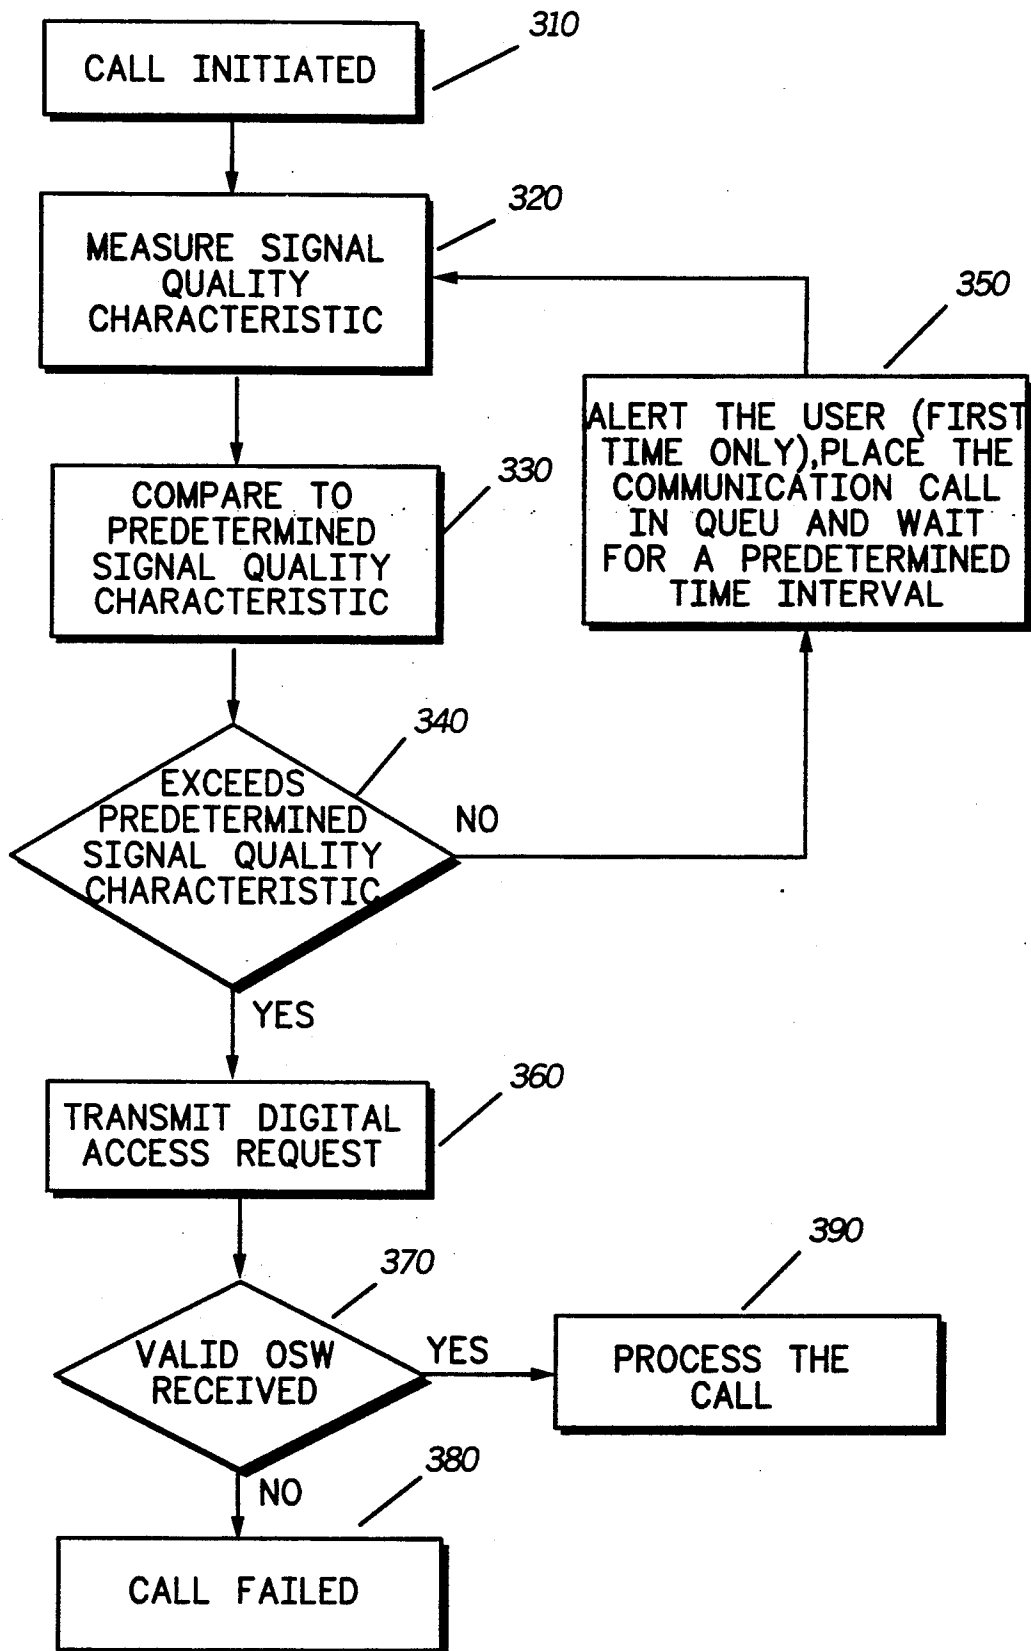 310
CALL INITIATED
320
MEASURE SIGNAL
QUALITY
CHARACTERISTIC
350
ALERT THE USER (FIRST
TIME ONLY),PLACE THE
COMMUNICATION CALL
IN QUEU AND WAIT
FOR A PREDETERMINED
TIME INTERVAL
330
COMPARE TO
PREDETERMINED
SIGNAL QUALITY
CHARACTERISTIC
340
EXCEEDS
PREDETERMINED
SIGNAL QUALITY
CHARACTERISTIC
NO
YES
360
TRANSMIT DIGITAL
ACCESS REQUEST
370
VALID OSW
RECEIVED
YES
390
PROCESS THE
CALL
NO
380
CALL FAILED